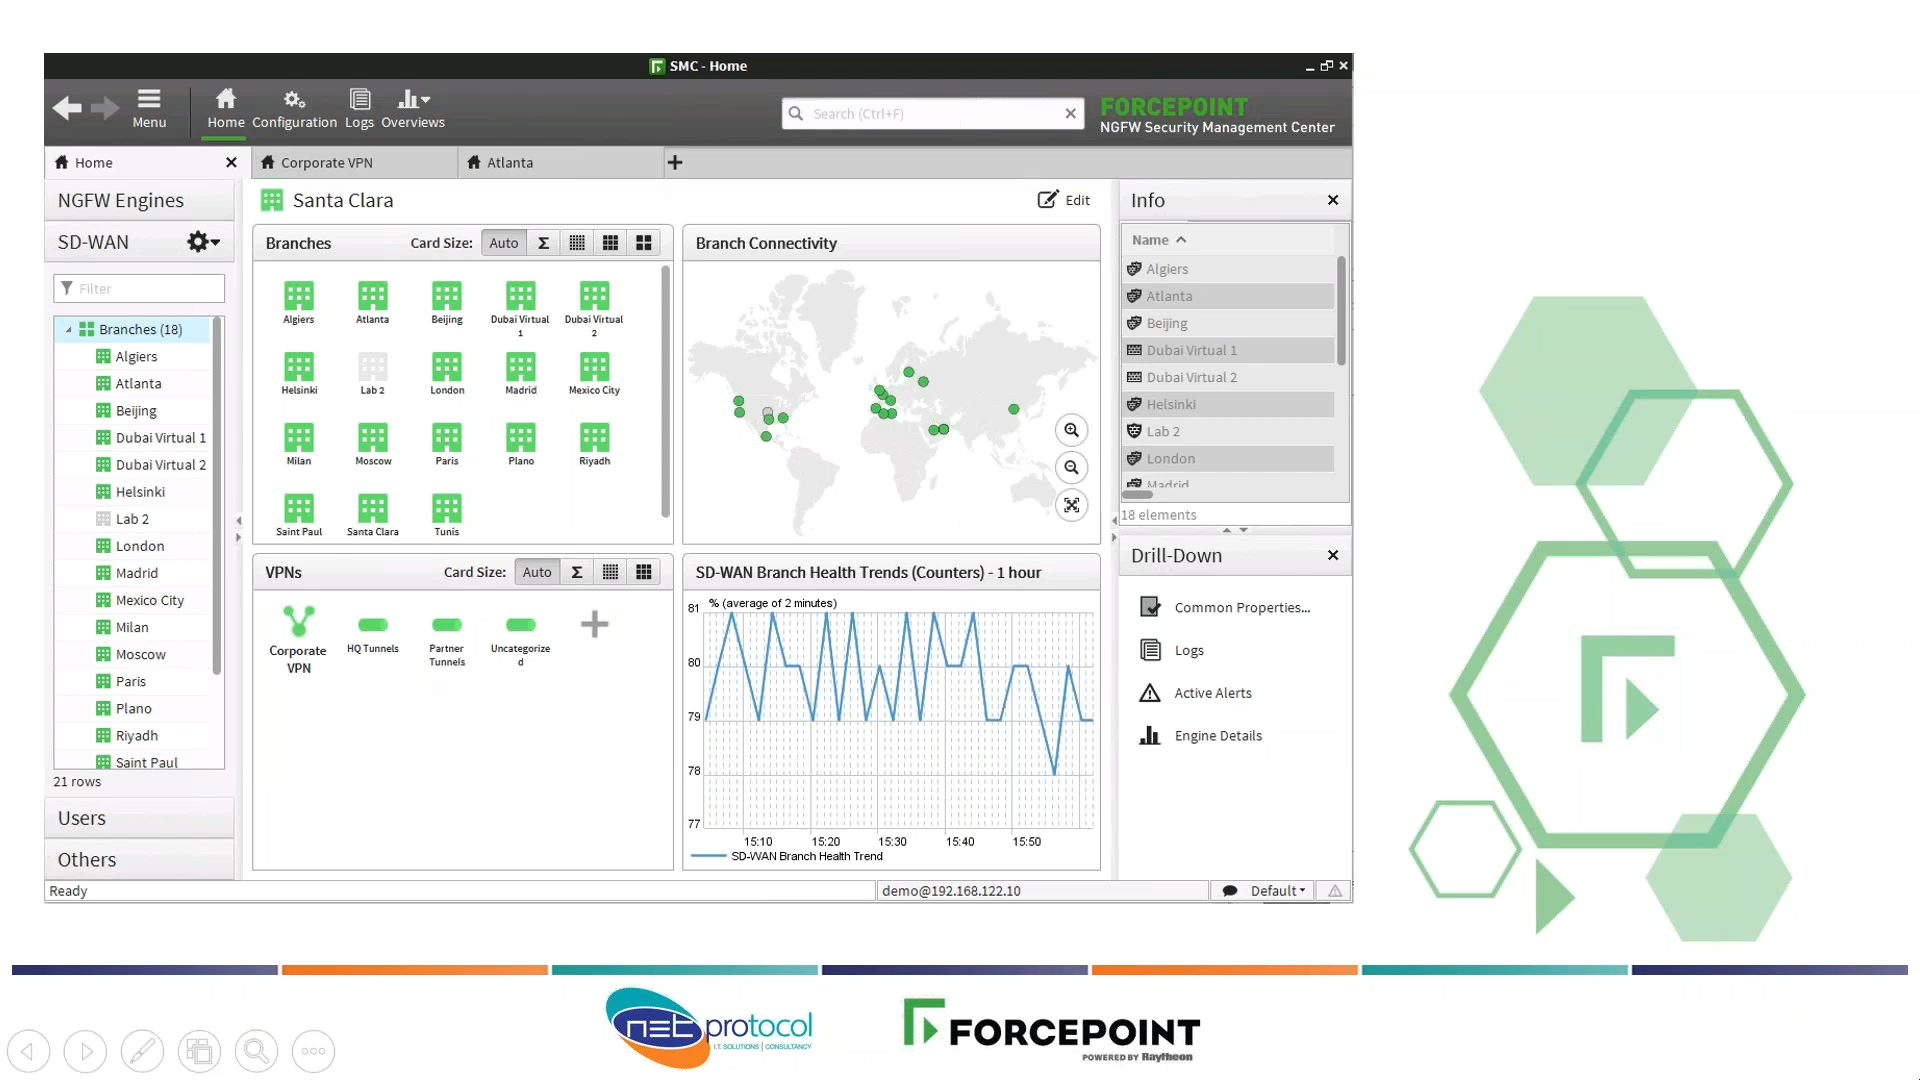 SMC - Home
Menu
Home
Configuration
Logs
Overviews
Search (Ctrl+F)
FORCEPOINT
NGFW Security Management Center
Home
Corporate VPN
Atlanta
NGFW Engines
SD-WAN
Filter
Branches (18)
Algiers
Atlanta
Beijing
Dubai Virtual 1
Dubai Virtual 2
Helsinki
Lab 2
London
Madrid
Mexico City
Milan
Moscow
Paris
Plano
Riyadh
Saint Paul
21 rows
Users
Others
Santa Clara
Edit
Branches
Card Size:
Auto
Σ
Algiers
Atlanta
Beijing
Dubai Virtual
1
Dubai Virtual
2
Helsinki
Lab 2
London
Madrid
Mexico City
Milan
Moscow
Paris
Plano
Riyadh
Saint Paul
Santa Clara
Tunis
Branch Connectivity
VPNs
Card Size:
Auto
Σ
Corporate
VPN
HQ Tunnels
Partner
Tunnels
Uncategorize
d
SD-WAN Branch Health Trends (Counters) - 1 hour
% (average of 2 minutes)
81
80
79
78
77
15:10
15:20
15:30
15:40
15:50
SD-WAN Branch Health Trend
Info
Name
Algiers
Atlanta
Beijing
Dubai Virtual 1
Dubai Virtual 2
Helsinki
Lab 2
London
Madrid
18 elements
Drill-Down
Common Properties...
Logs
Active Alerts
Engine Details
Ready
demo@192.168.122.10
Default
net protocol
I.T. SOLUTIONS | CONSULTANCY
FORCEPOINT
POWERED BY Raytheon